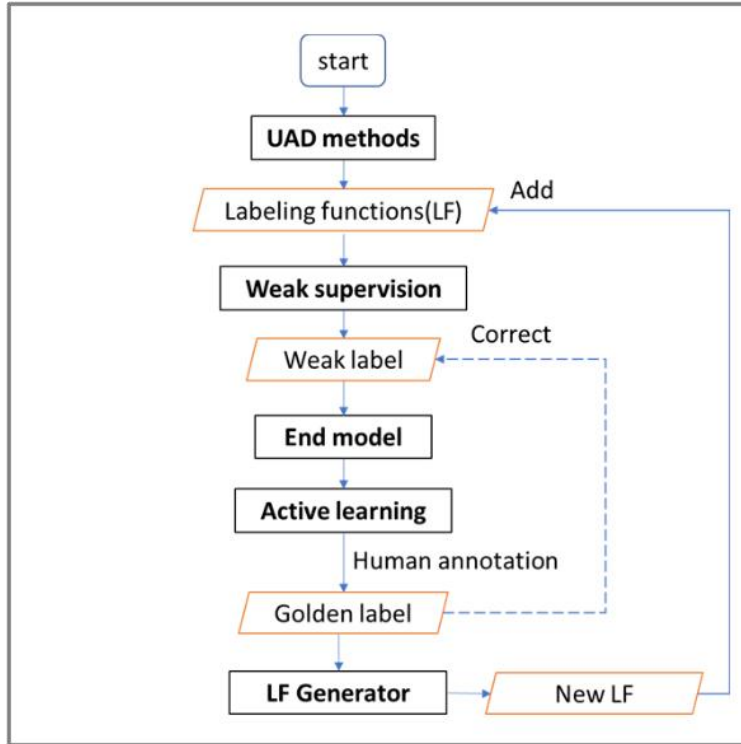 start
UAD methods
Add
Labeling functions(LF)
Weak supervision
Correct
Weak label
End model
Active learning
Human annotation
Golden label
LF Generator
New LF